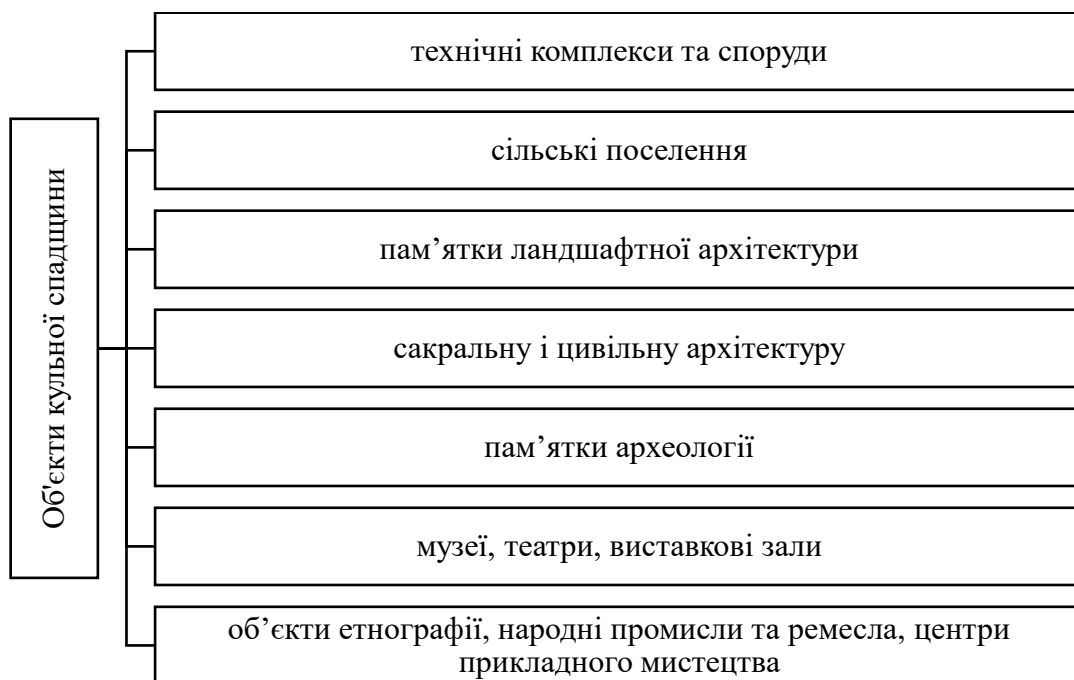 Об'єкти кульної спадщини
технічні комплекси та споруди
сільські поселення
пам’ятки ландшафтної архітектури
сакральну і цивільну архітектуру
пам’ятки археології
музеї, театри, виставкові зали
об’єкти етнографії, народні промисли та ремесла, центри
прикладного мистецтва